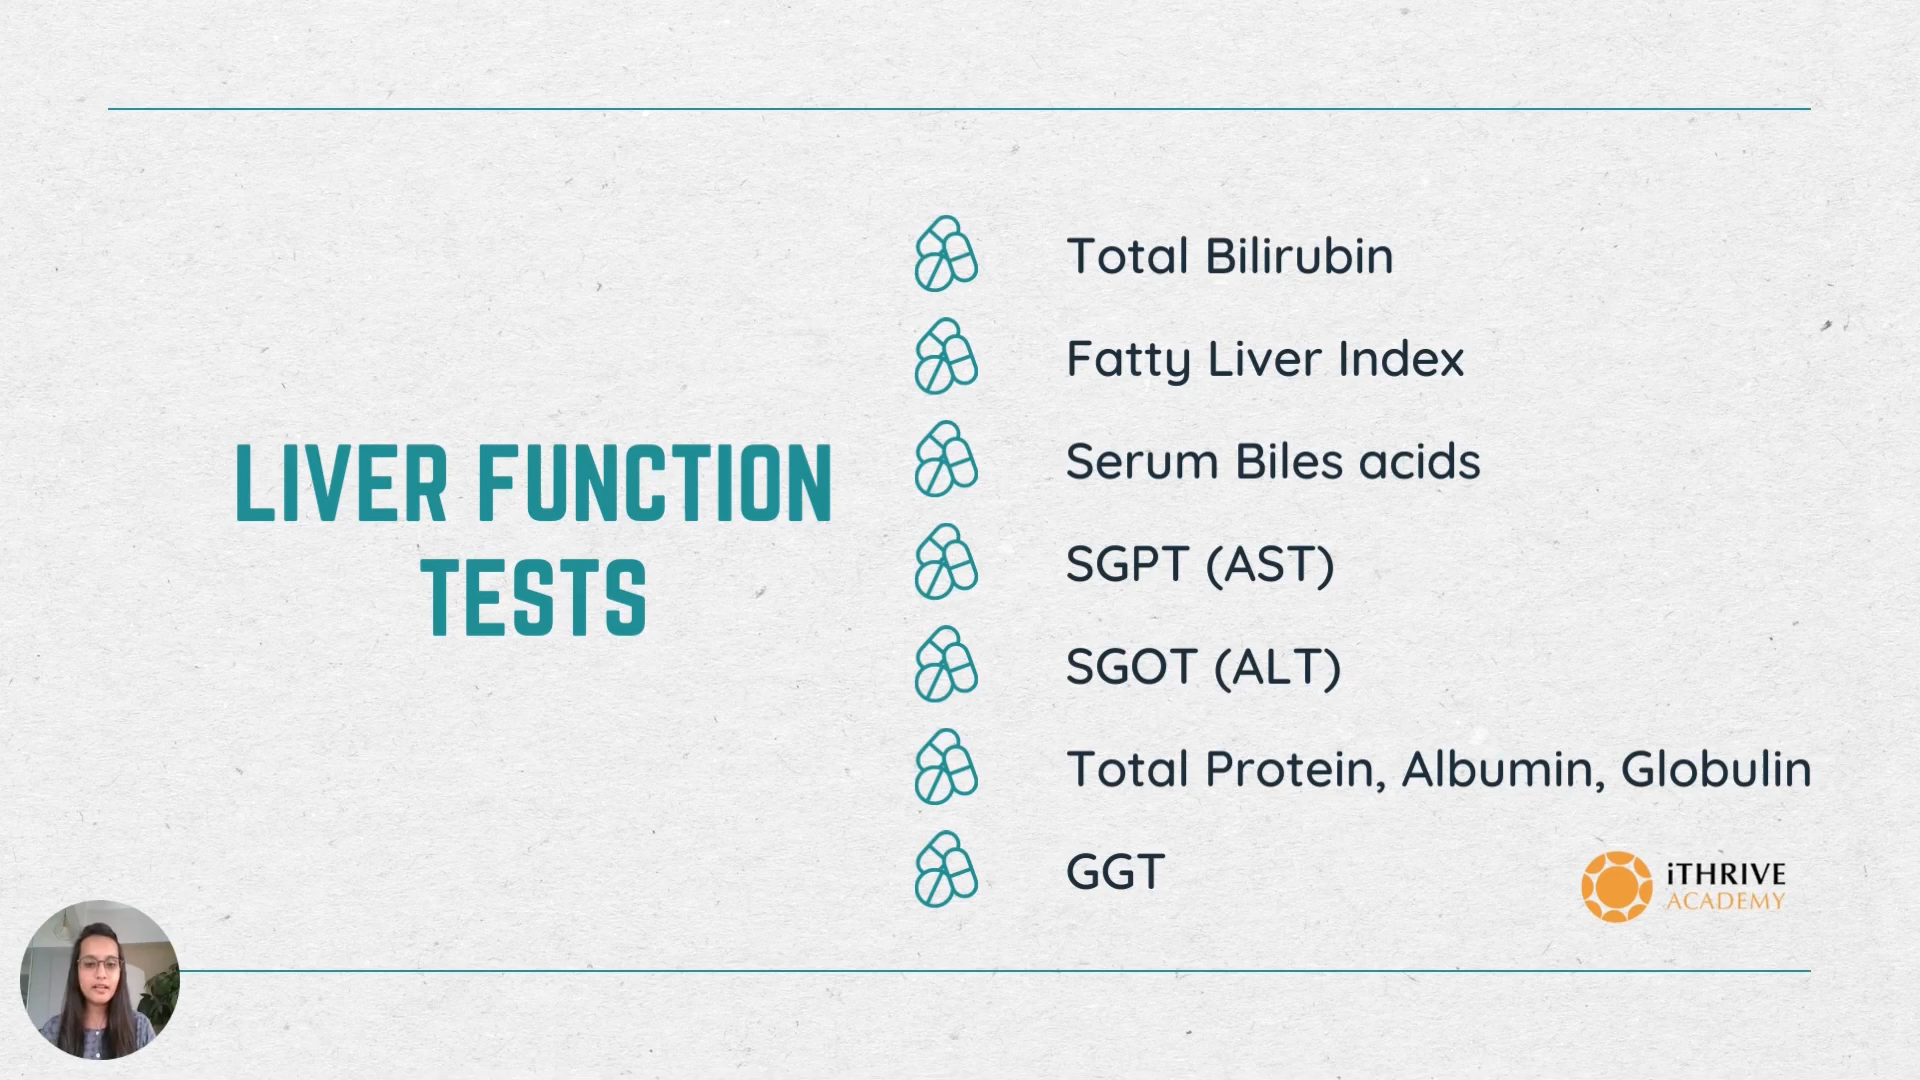 LIVER FUNCTION
TESTS
Total Bilirubin
Fatty Liver Index
Serum Biles acids
SGPT (AST)
SGOT (ALT)
Total Protein, Albumin, Globulin
GGT
iTHRIVE
ACADEMY